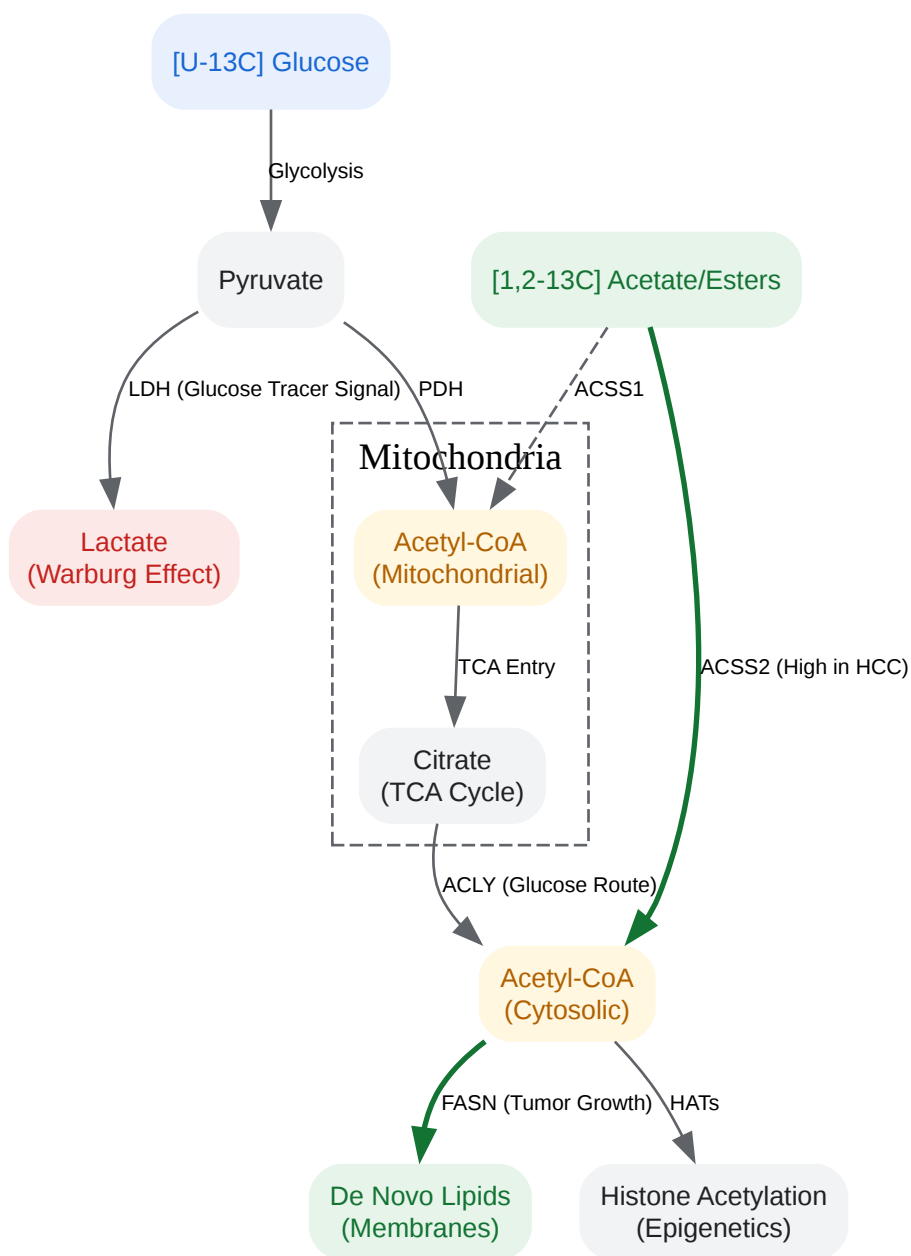 [U-13C] Glucose
Glycolysis
Pyruvate
[1,2-13C] Acetate/Esters
LDH (Glucose Tracer Signal)
PDH
ACSS1
Mitochondria
Lactate
(Warburg Effect)
Acetyl-CoA
(Mitochondrial)
TCA Entry
ACSS2 (High in HCC)
Citrate
(TCA Cycle)
ACLY (Glucose Route)
Acetyl-CoA
(Cytosolic)
FASN (Tumor Growth)
HATs
De Novo Lipids
(Membranes)
Histone Acetylation
(Epigenetics)